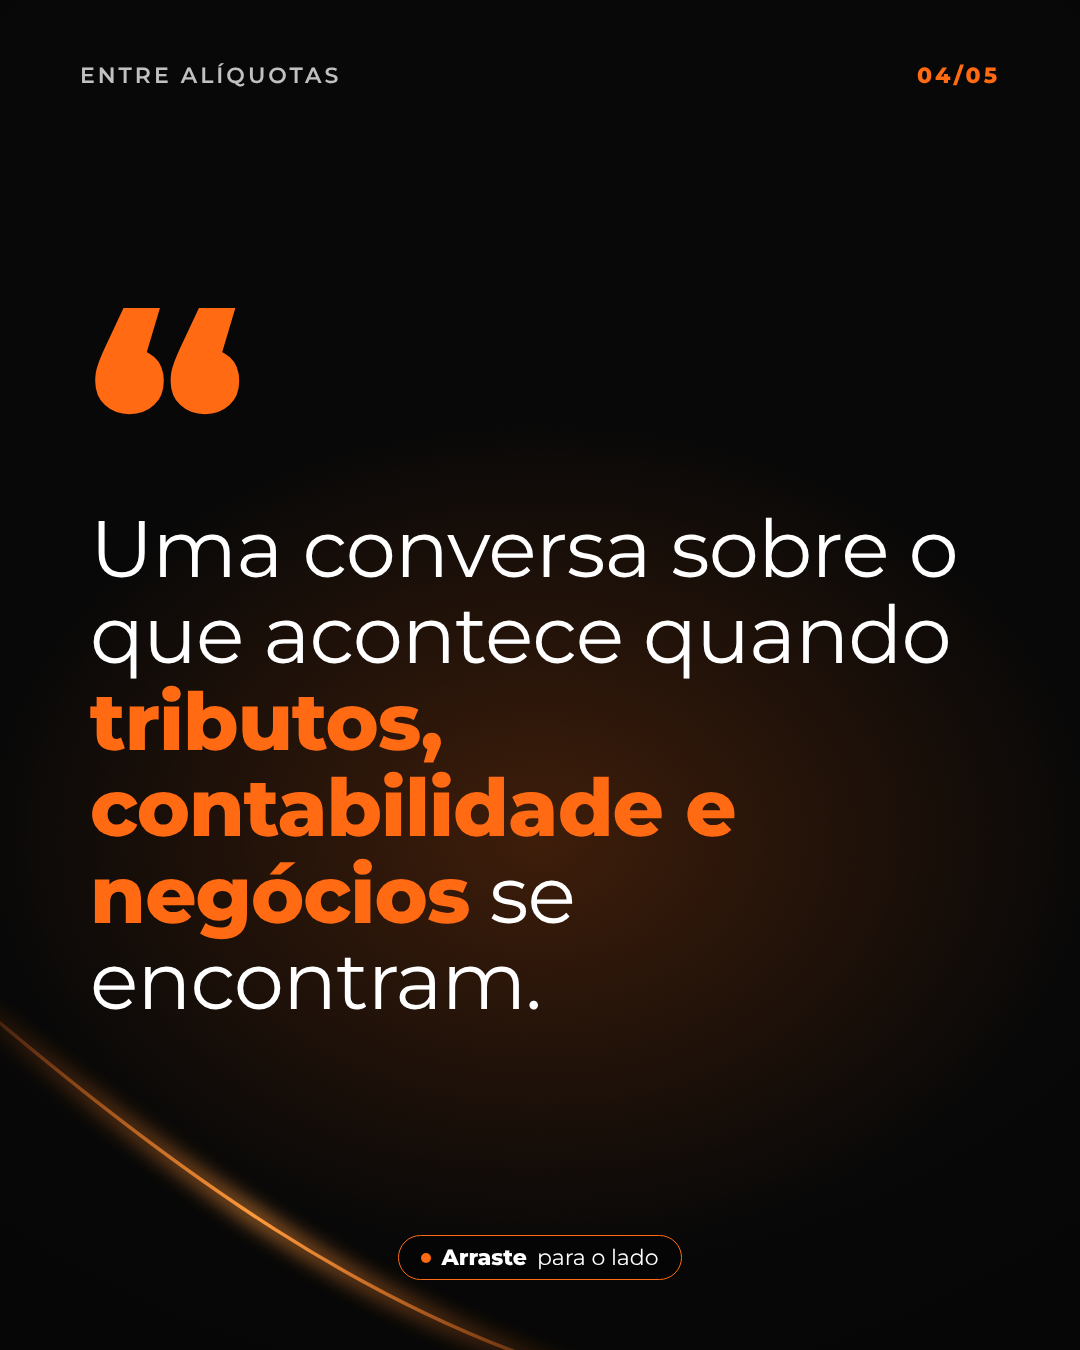 ENTRE ALÍQUOTAS
04/05
“
Uma conversa sobre o
que acontece quando
tributos,
contabilidade e
negócios se
encontram.
Arraste para o lado